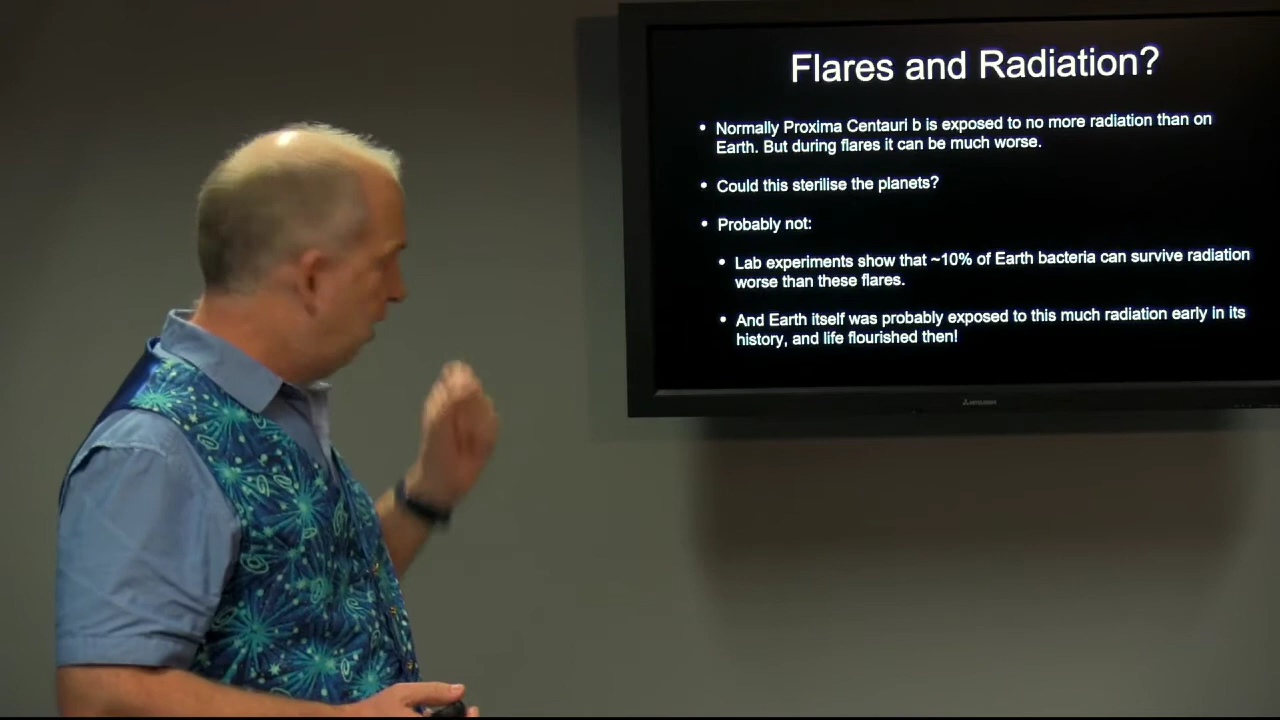 Flares and Radiation?
• Normally Proxima Centauri b is exposed to no more radiation than on
Earth. But during flares it can be much worse.
• Could this sterilise the planets?
• Probably not:
• Lab experiments show that ~10% of Earth bacteria can survive radiation
worse than these flares.
• And Earth itself was probably exposed to this much radiation early in its
history, and life flourished then!
MITSUBISHI